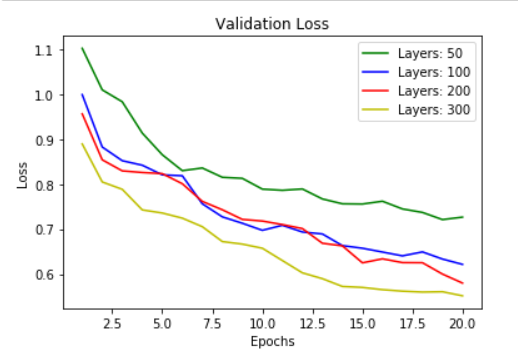 Validation Loss
1.1
1.0
0.9
0.8
0.7
0.6
Loss
Layers: 50
Layers: 100
Layers: 200
Layers: 300
2.5 5.0 7.5 10.0 12.5 15.0 17.5 20.0
Epochs